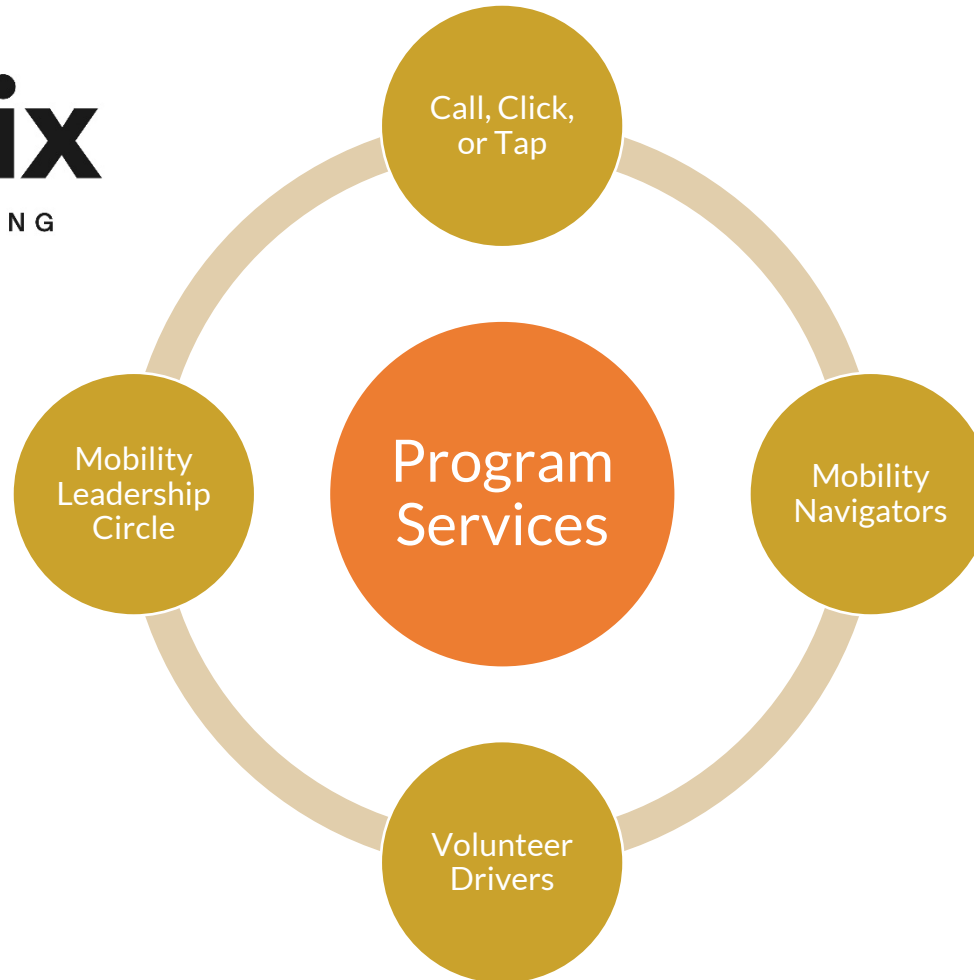 ix
NG
Call, Click,
or Tap
Mobility
Leadership
Circle
Program
Services
Mobility
Navigators
Volunteer
Drivers